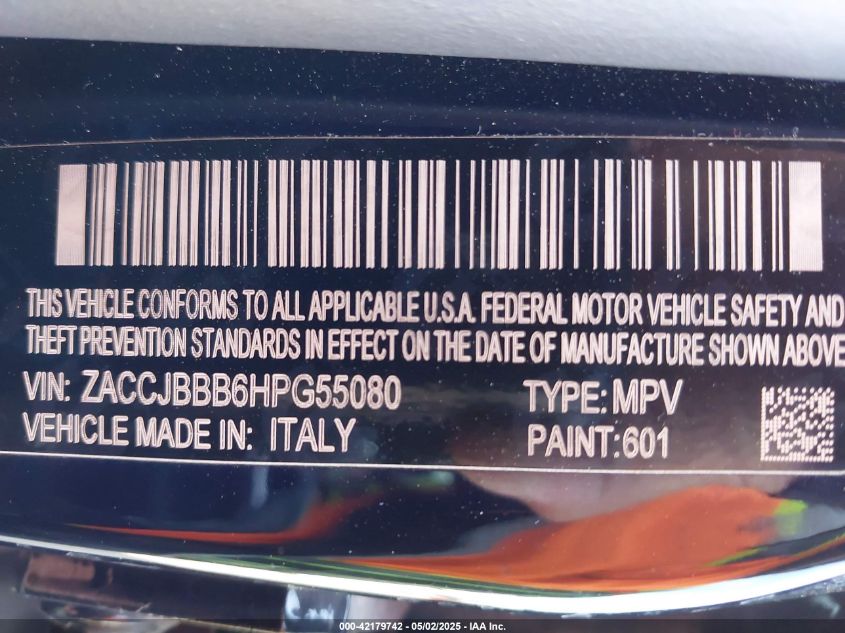 THIS VEHICLE CONFORMS TO ALL APPLICABLE U.S.A. FEDERAL MOTOR VEHICLE SAFETY AND
THEFT PREVENTION STANDARDS IN EFFECT ON THE DATE OF MANUFACTURE SHOWN ABOVE
VIN: ZACCJBBB6HPG55080 TYPE: MPV
VEHICLE MADE IN: ITALY PAINT:601
000-42179742 - 05/02/2025 - IAA Inc.